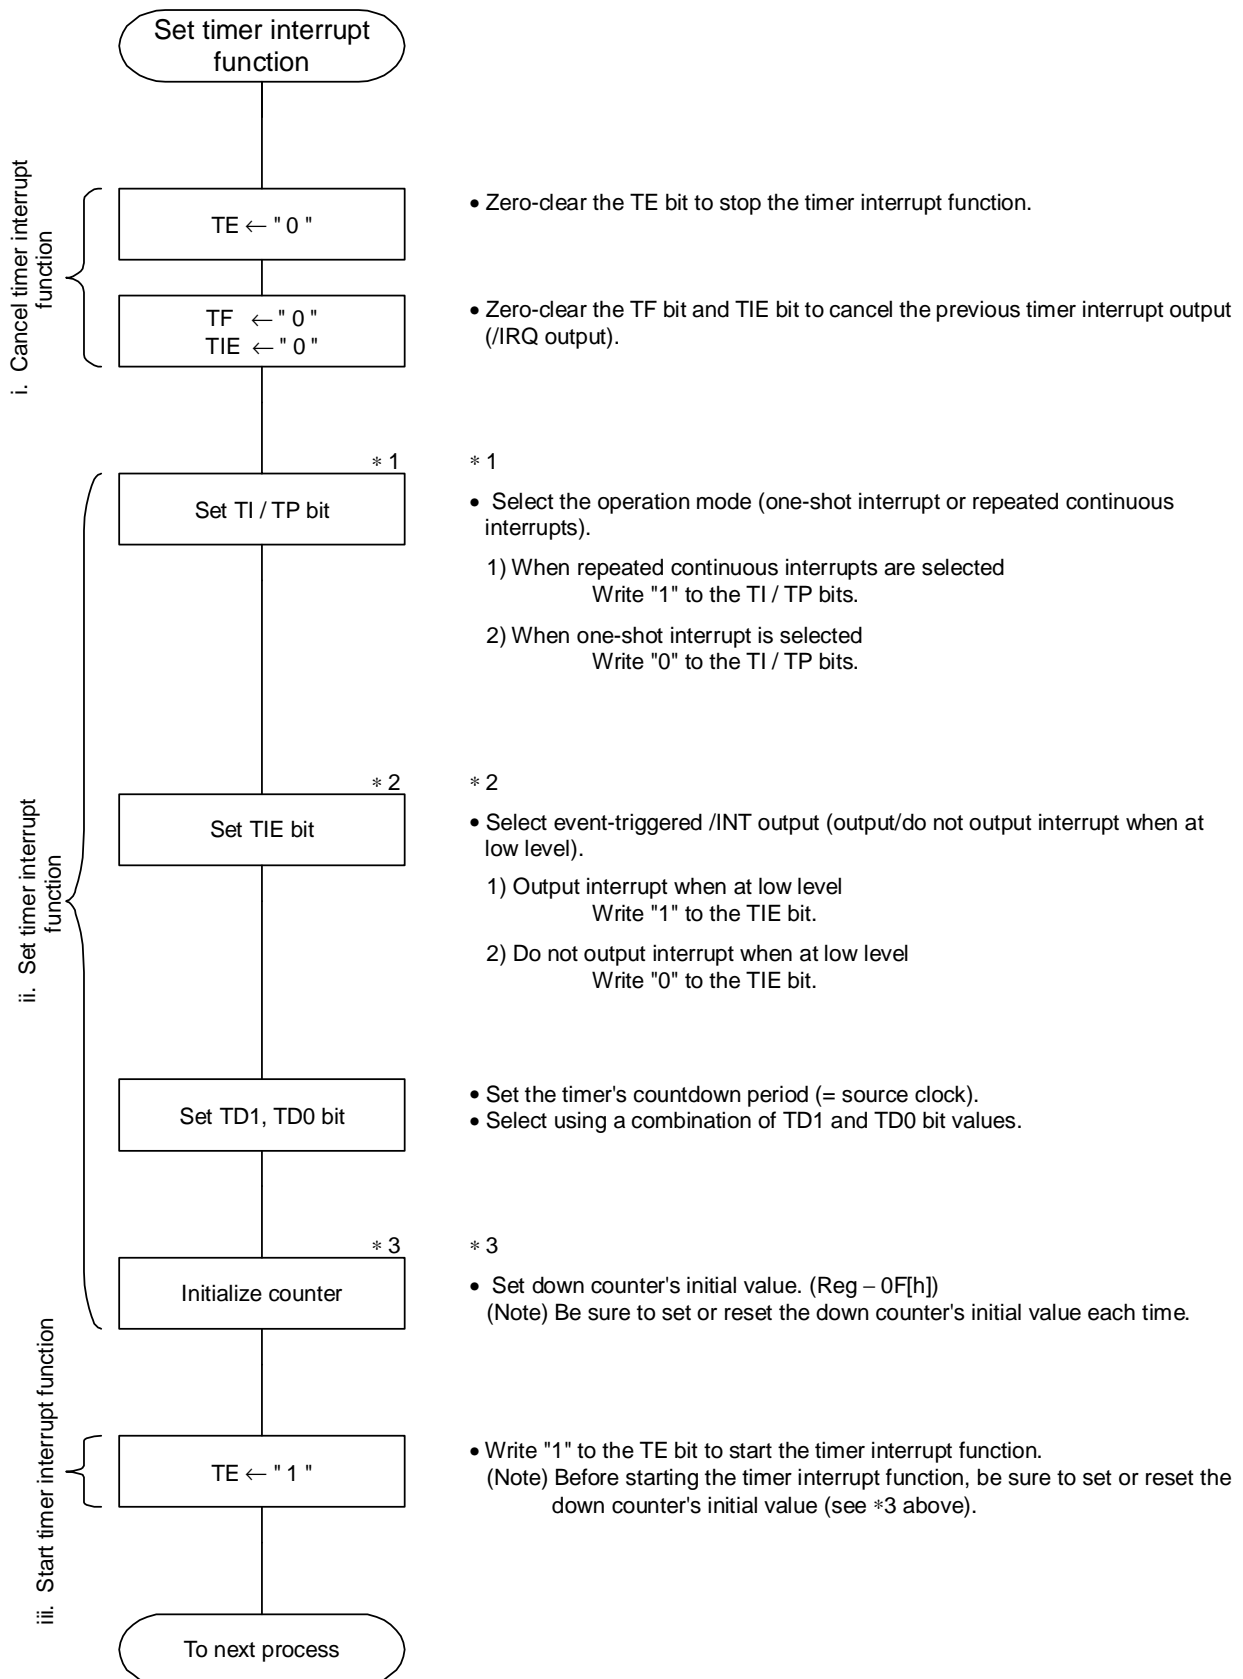 Set timer interrupt
function
i. Cancel timer interrupt
function
TE ← " 0 "
• Zero-clear the TE bit to stop the timer interrupt function.
TF ← " 0 "
TIE ← " 0 "
• Zero-clear the TF bit and TIE bit to cancel the previous timer interrupt output
(/IRQ output).
ii. Set timer interrupt
function
* 1
Set TI / TP bit
* 1
• Select the operation mode (one-shot interrupt or repeated continuous
interrupts).
1) When repeated continuous interrupts are selected
Write "1" to the TI / TP bits.
2) When one-shot interrupt is selected
Write "0" to the TI / TP bits.
* 2
Set TIE bit
* 2
• Select event-triggered /INT output (output/do not output interrupt when at
low level).
1) Output interrupt when at low level
Write "1" to the TIE bit.
2) Do not output interrupt when at low level
Write "0" to the TIE bit.
Set TD1, TD0 bit
• Set the timer's countdown period (= source clock).
• Select using a combination of TD1 and TD0 bit values.
* 3
Initialize counter
* 3
• Set down counter's initial value. (Reg – 0F[h])
(Note) Be sure to set or reset the down counter's initial value each time.
iii. Start timer interrupt function
TE ← " 1 "
• Write "1" to the TE bit to start the timer interrupt function.
(Note) Before starting the timer interrupt function, be sure to set or reset the
down counter's initial value (see *3 above).
To next process